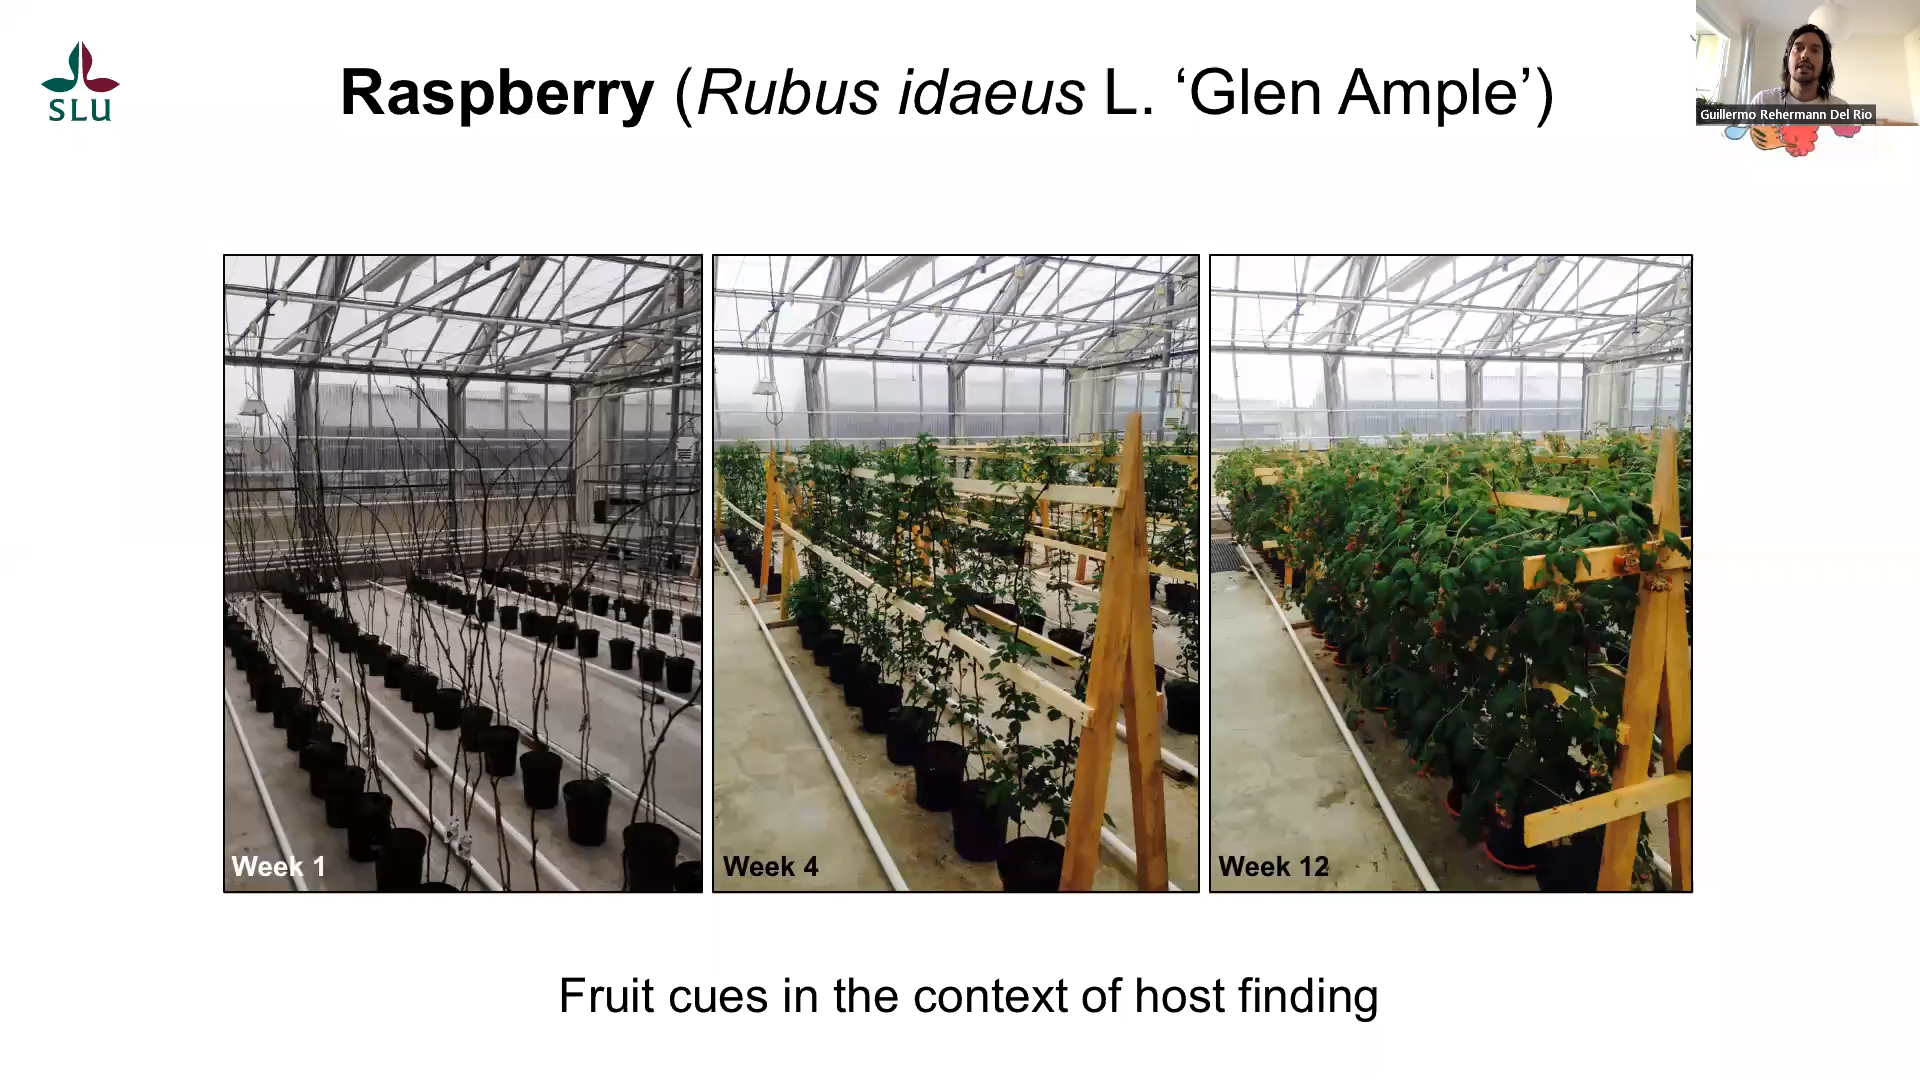 SLU
Raspberry (Rubus idaeus L. ‘Glen Ample’)
Guillermo Rehermann Del Rio
Week 1
Week 4
Week 12
Fruit cues in the context of host finding